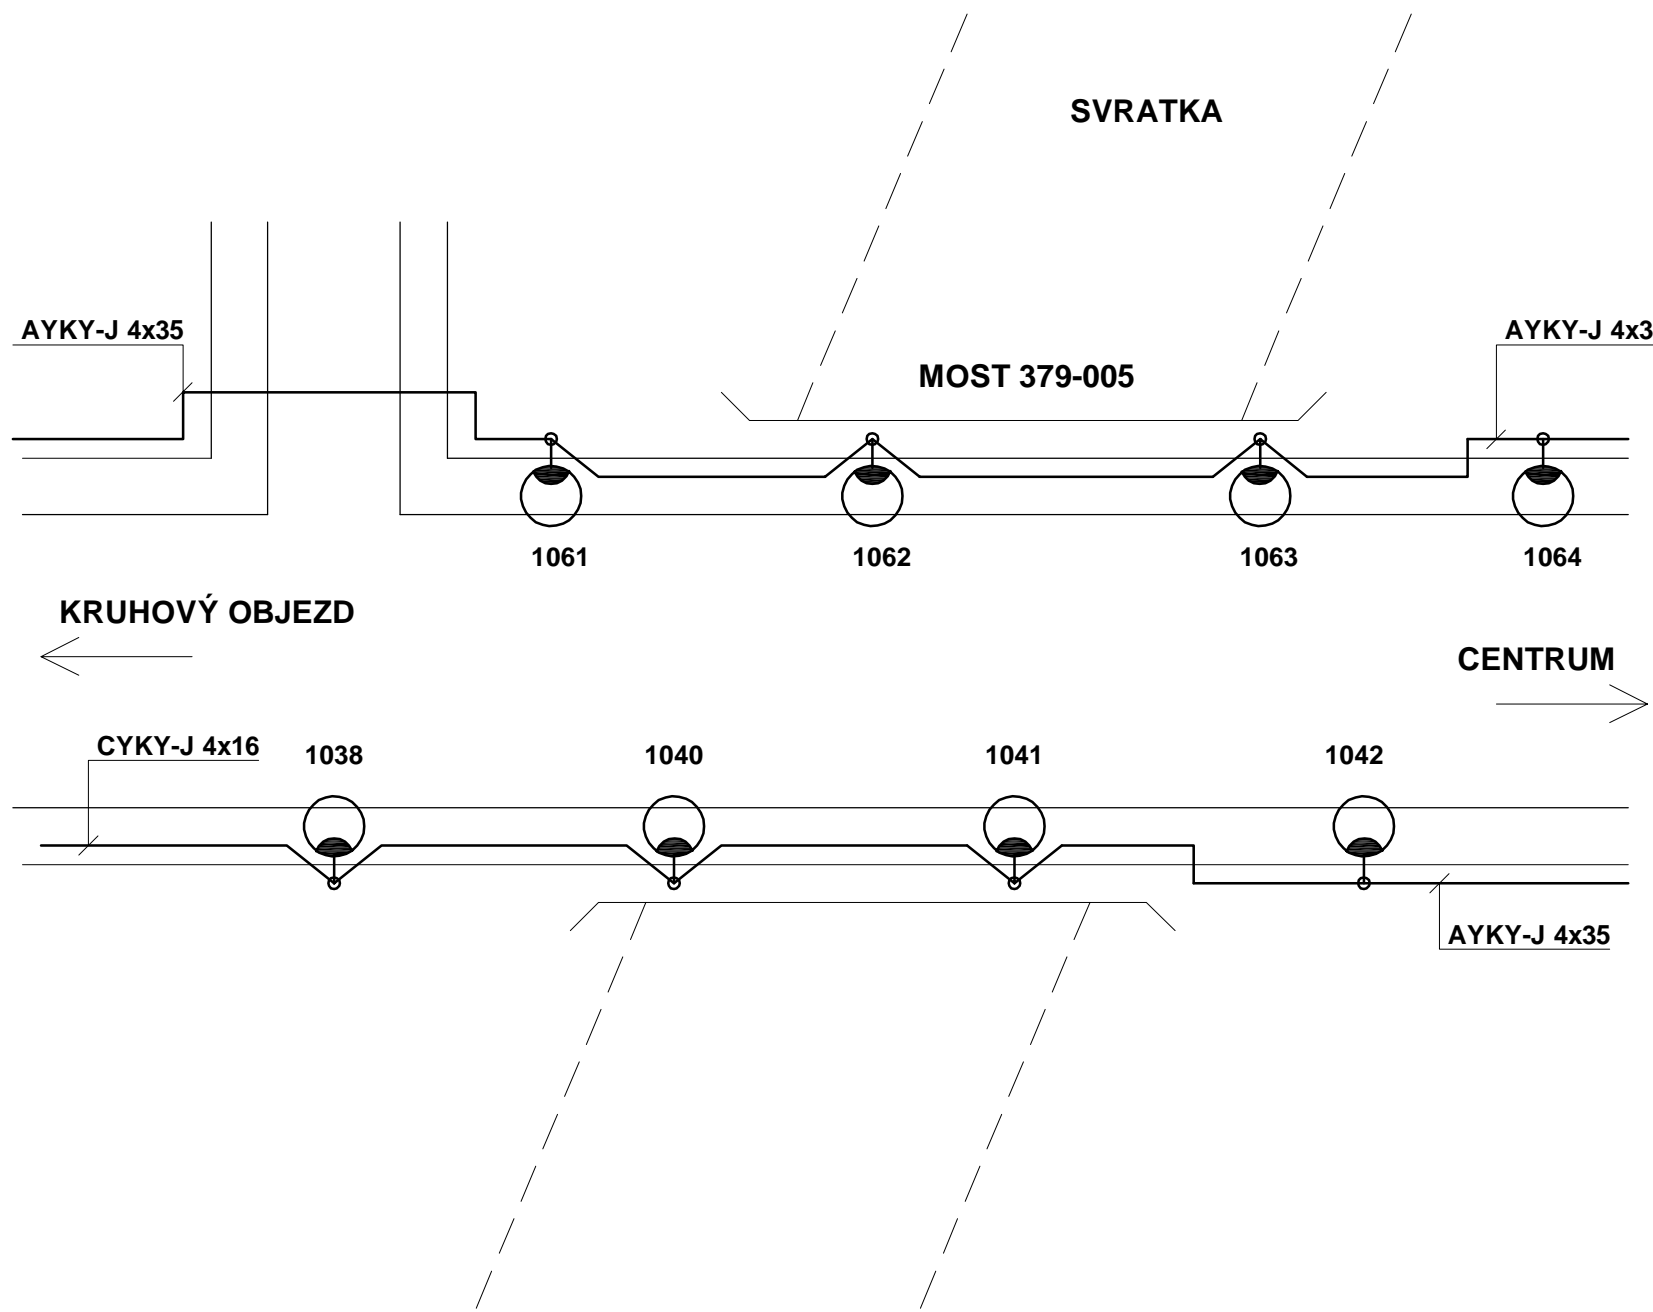 SVRATKA
AYKY-J 4x35
AYKY-J 4x3
MOST 379-005
1061
1062
1063
1064
KRUHOVÝ OBJEZD
CENTRUM
CYKY-J 4x16
1038
1040
1041
1042
AYKY-J 4x35